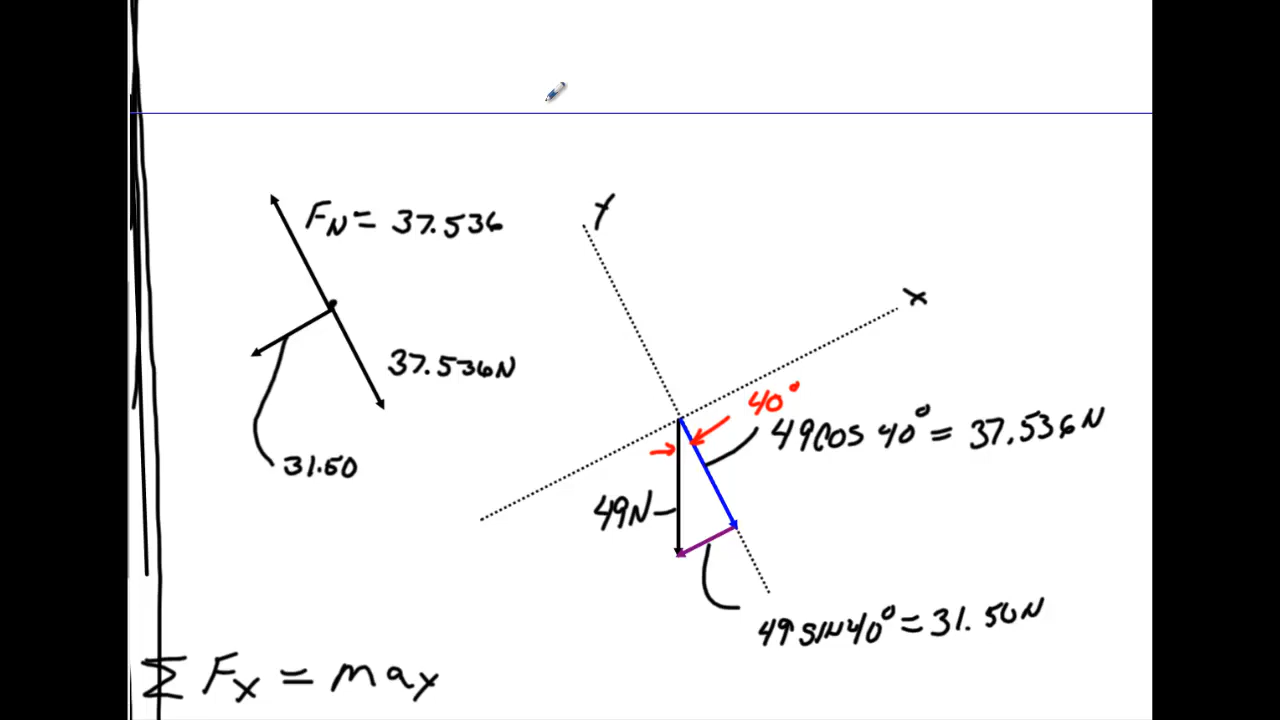 F_N = 37.536
Y
x
37.536N
40°
49cos 40° = 37.536N
31.50
49N
49 sin 40° = 31.50N
Σ F_x = ma_x